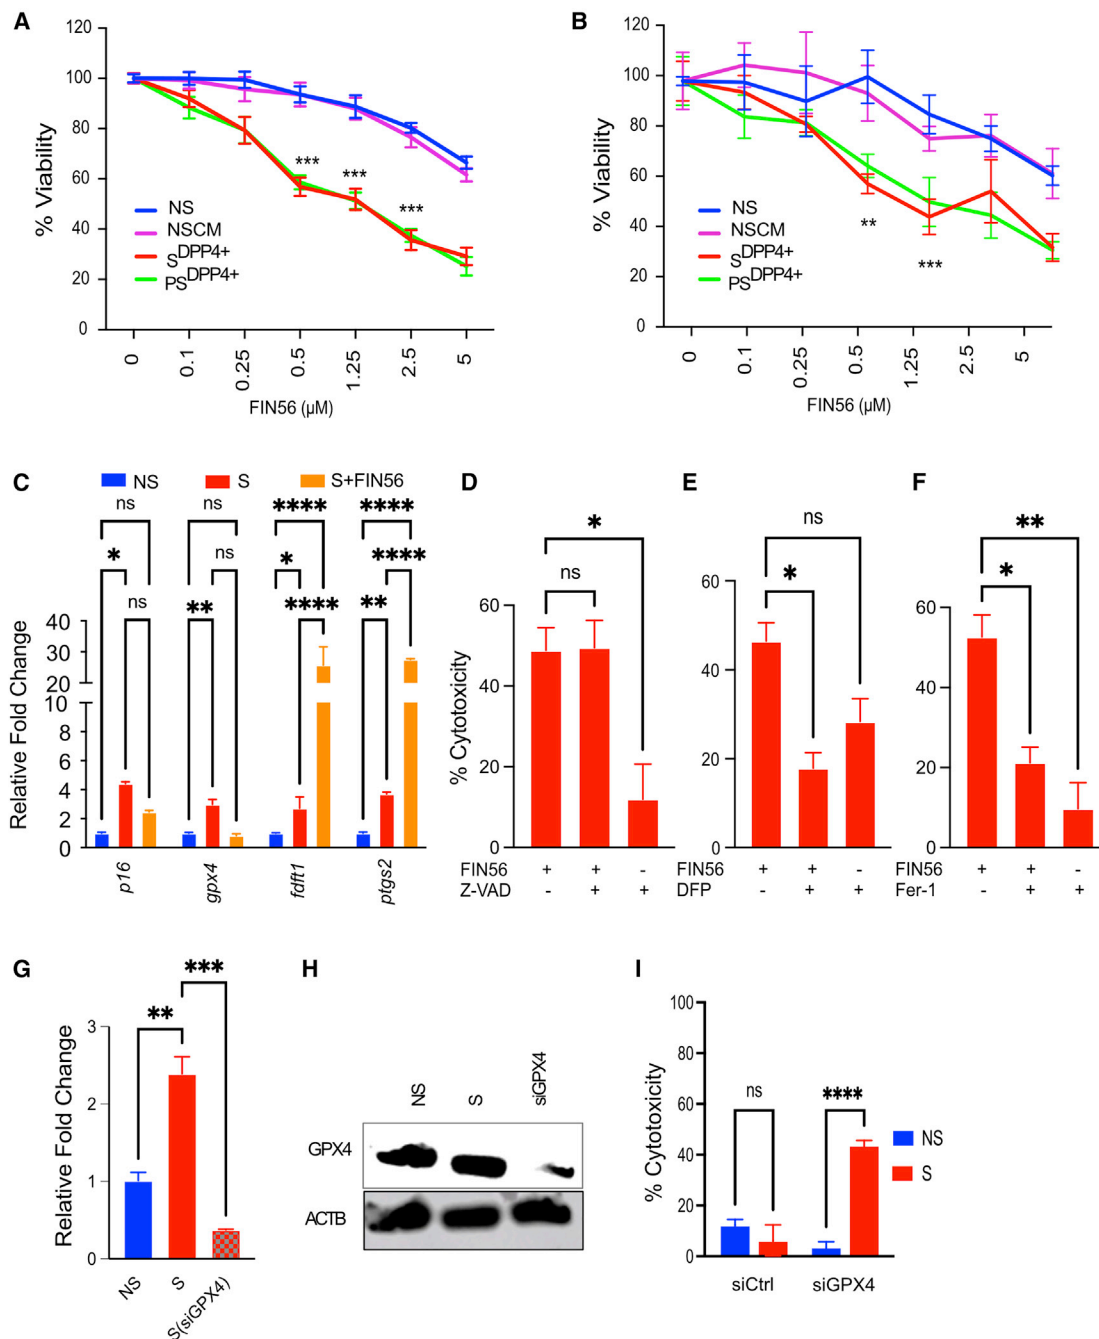 A
120
100
80
60
40
20
0
% Viability
***
***
***
NS
NSCM
S^DPP4+
PS^DPP4+
0
0.1
0.25
0.5
1.25
2.5
5
FIN56 (µM)
B
120
100
80
60
40
20
0
% Viability
**
***
NS
NSCM
S^DPP4+
PS^DPP4+
0
0.1
0.25
0.5
1.25
2.5
5
FIN56 (µM)
C
NS S S+FIN56
ns ns **** ****
* ns * ****
ns ** **** **
40
30
20
10
8
6
4
2
0
Relative Fold Change
p16 gpx4 fdft1 ptgs2
D
*
ns
60
40
20
0
% Cytotoxicity
FIN56 + + -
Z-VAD - + +
E
ns
*
60
40
20
0
FIN56 + + -
DFP - + +
F
**
*
60
40
20
0
FIN56 + + -
Fer-1 - + +
G
***
**
3
2
1
0
Relative Fold Change
NS
S
S(siGPX4)
H
NS S siGPX4
GPX4
ACTB
I
100
80
60
40
20
0
% Cytotoxicity
ns ****
NS
S
siCtrl siGPX4